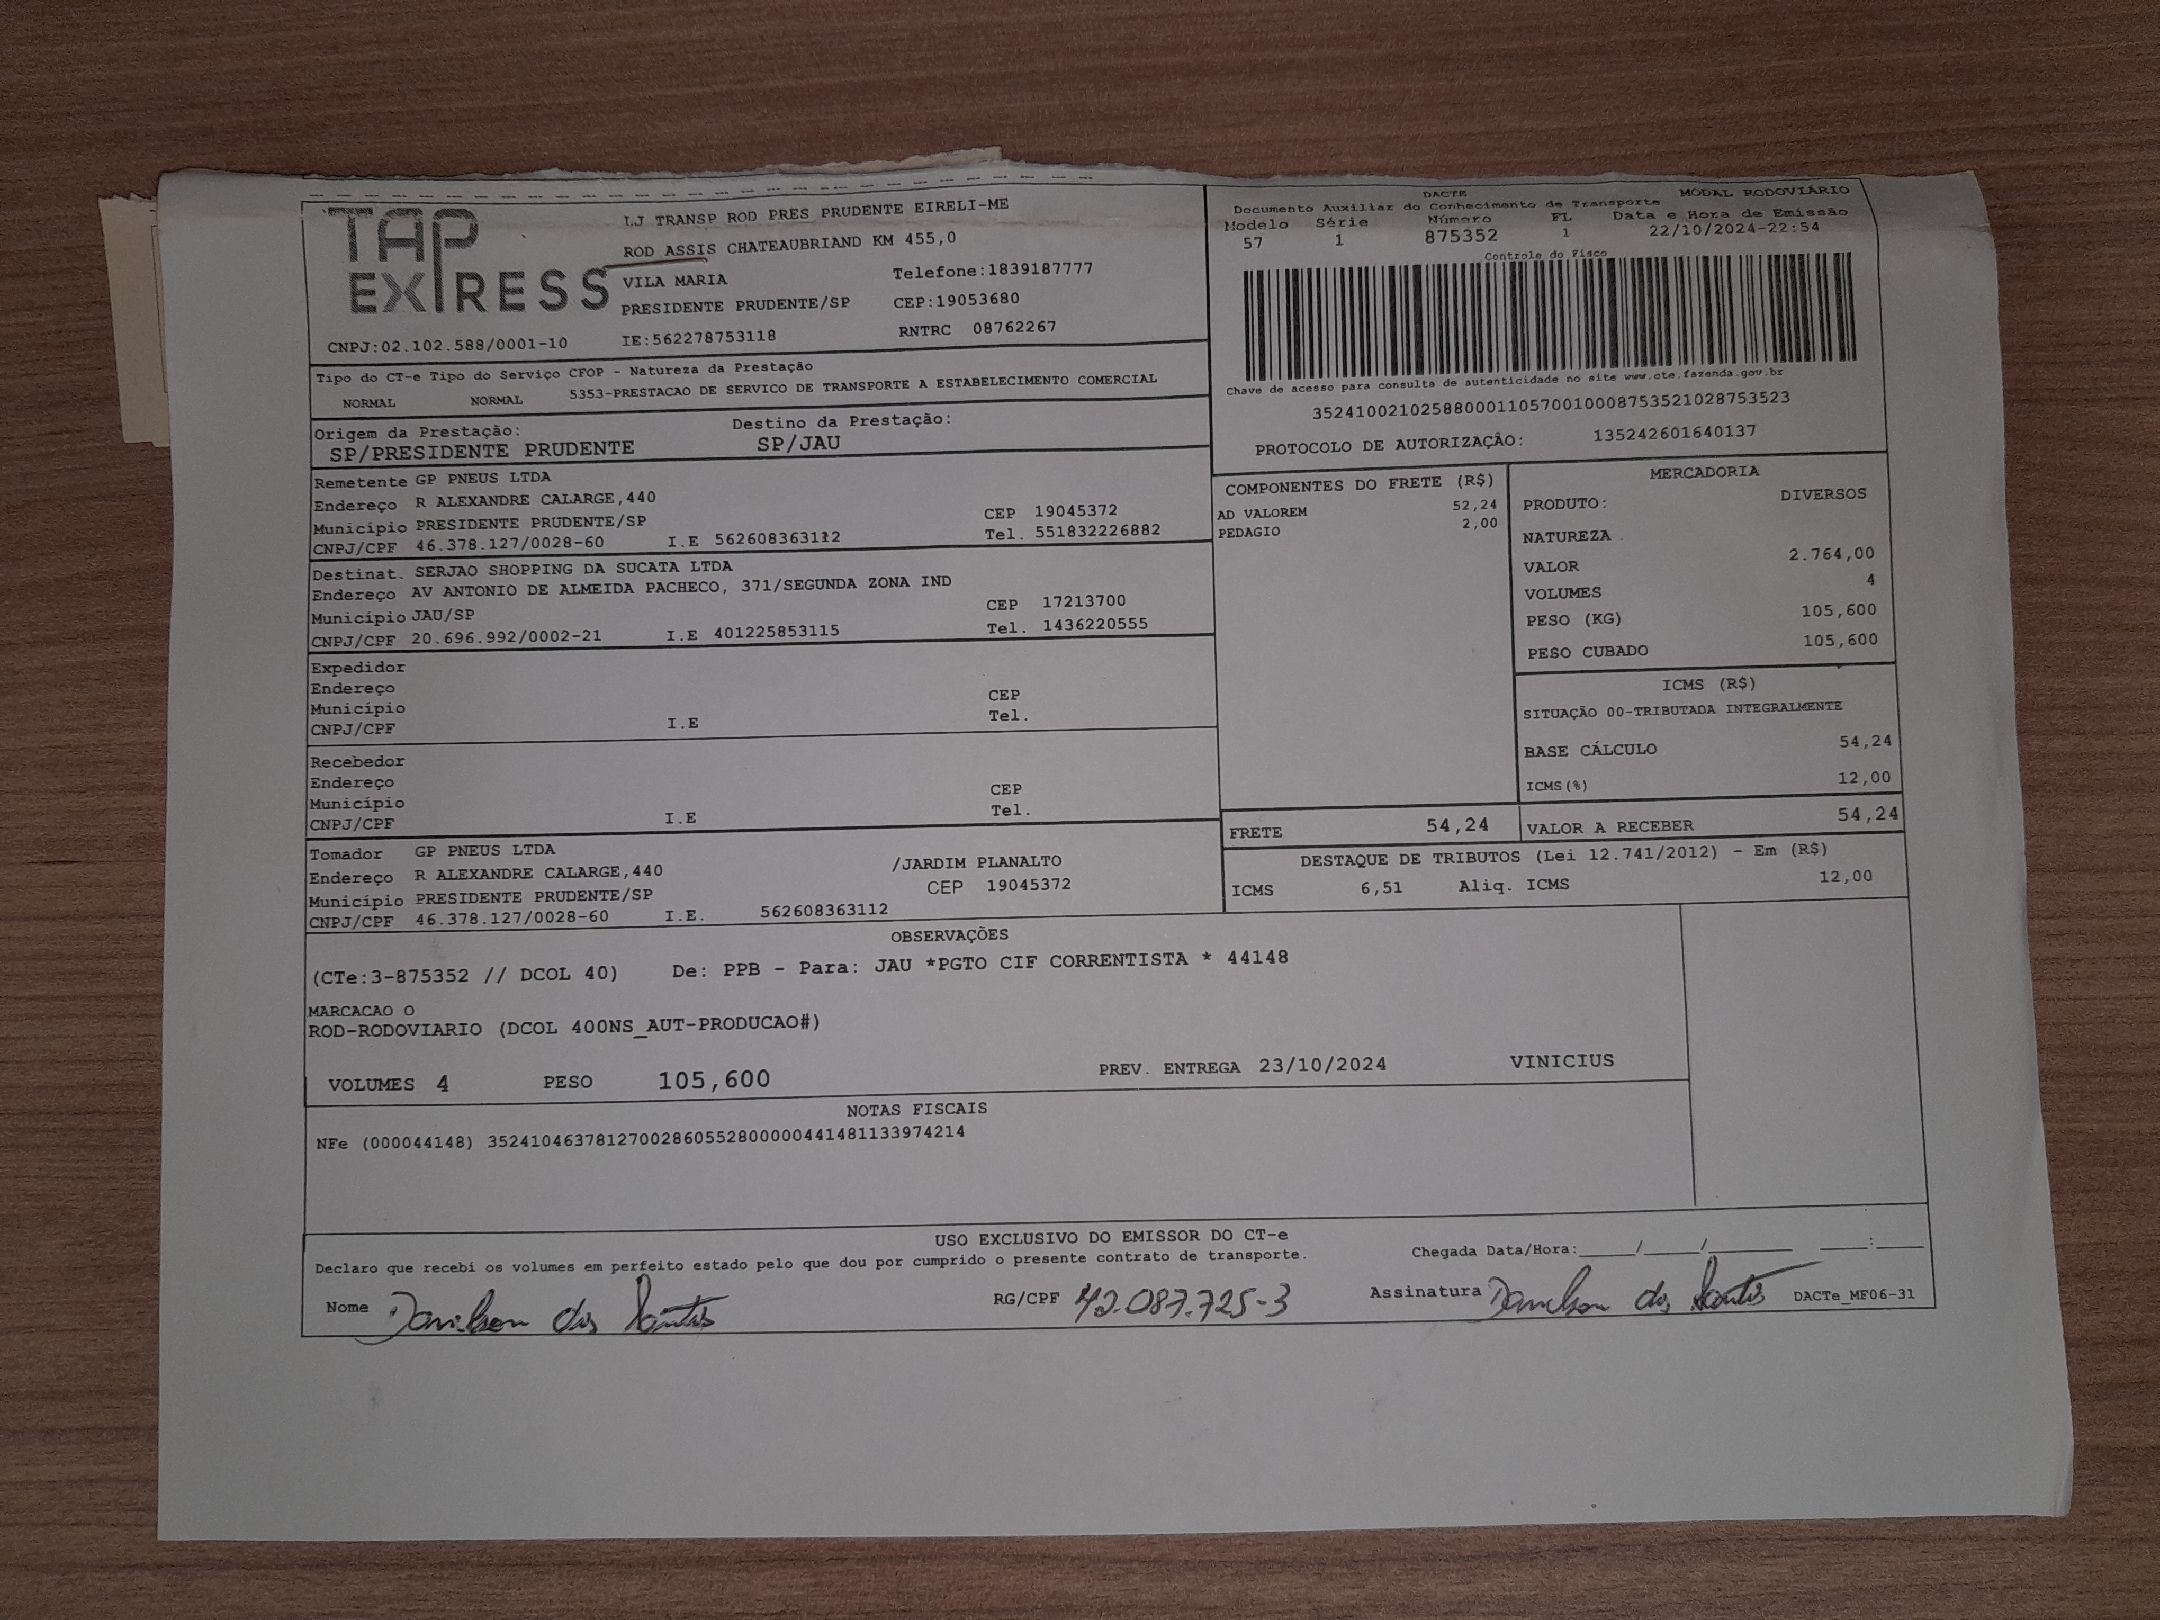 TAP EXPRESS
LJ TRANSP ROD PRES PRUDENTE EIRELI-ME
ROD ASSIS CHATEAUBRIAND KM 455,0
VILA MARIA Telefone:1839187777
PRESIDENTE PRUDENTE/SP CEP:19053680
CNPJ:02.102.588/0001-10 IE:562278753118 RNTRC 08762267
DACTE MODAL RODOVIÁRIO
Documento Auxiliar do Conhecimento de Transporte
Modelo Série Número FL Data e Hora de Emissão
57 1 875352 1 22/10/2024-22:54
Controle do Fisco
Chave de acesso para consulta de autenticidade no site www.cte.fazenda.gov.br
35241002102588000110570010008753521028753523
PROTOCOLO DE AUTORIZAÇÃO: 135242601640137
Tipo do CT-e Tipo do Serviço CFOP - Natureza da Prestação
NORMAL NORMAL 5353-PRESTACAO DE SERVICO DE TRANSPORTE A ESTABELECIMENTO COMERCIAL
Origem da Prestação: Destino da Prestação:
SP/PRESIDENTE PRUDENTE SP/JAU
Remetente GP PNEUS LTDA
Endereço R ALEXANDRE CALARGE,440
Município PRESIDENTE PRUDENTE/SP CEP 19045372
CNPJ/CPF 46.378.127/0028-60 I.E 562608363112 Tel. 551832226882
Destinat. SERJAO SHOPPING DA SUCATA LTDA
Endereço AV ANTONIO DE ALMEIDA PACHECO, 371/SEGUNDA ZONA IND
Município JAU/SP CEP 17213700
CNPJ/CPF 20.696.992/0002-21 I.E 401225853115 Tel. 1436220555
Expedidor
Endereço
Município CEP
CNPJ/CPF I.E Tel.
Recebedor
Endereço
Município CEP
CNPJ/CPF I.E Tel.
Tomador GP PNEUS LTDA
Endereço R ALEXANDRE CALARGE,440 /JARDIM PLANALTO
Município PRESIDENTE PRUDENTE/SP CEP 19045372
CNPJ/CPF 46.378.127/0028-60 I.E. 562608363112
COMPONENTES DO FRETE (R$)
AD VALOREM 52,24
PEDAGIO 2,00
MERCADORIA
PRODUTO: DIVERSOS
NATUREZA
VALOR 2.764,00
VOLUMES 4
PESO (KG) 105,600
PESO CUBADO 105,600
ICMS (R$)
SITUAÇÃO 00-TRIBUTADA INTEGRALMENTE
BASE CÁLCULO 54,24
ICMS(%) 12,00
FRETE 54,24 VALOR A RECEBER 54,24
DESTAQUE DE TRIBUTOS (Lei 12.741/2012) - Em (R$)
ICMS 6,51 Aliq. ICMS 12,00
OBSERVAÇÕES
(CTe:3-875352 // DCOL 40) De: PPB - Para: JAU *PGTO CIF CORRENTISTA * 44148
MARCACAO O
ROD-RODOVIARIO (DCOL 400NS_AUT-PRODUCAO#)
VOLUMES 4 PESO 105,600 PREV. ENTREGA 23/10/2024 VINICIUS
NOTAS FISCAIS
NFe (000044148) 35241046378127002860552800000441481133974214
USO EXCLUSIVO DO EMISSOR DO CT-e
Declaro que recebi os volumes em perfeito estado pelo que dou por cumprido o presente contrato de transporte. Chegada Data/Hora:_____/_____/_______ ____:____
Nome Danilson dos Santos RG/CPF 42.087.725-3 Assinatura Danilson dos Santos DACTe_MF06-31